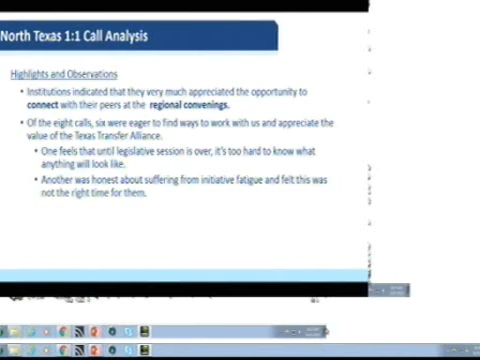 North Texas 1:1 Call Analysis
Highlights and Observations
• Institutions indicated that they very much appreciated the opportunity to
connect with their peers at the regional convenings.
• Of the eight calls, six were eager to find ways to work with us and appreciate the
value of the Texas Transfer Alliance.
• One feels that until legislative session is over, it's too hard to know what
anything will look like.
• Another was honest about suffering from initiative fatigue and felt this was
not the right time for them.